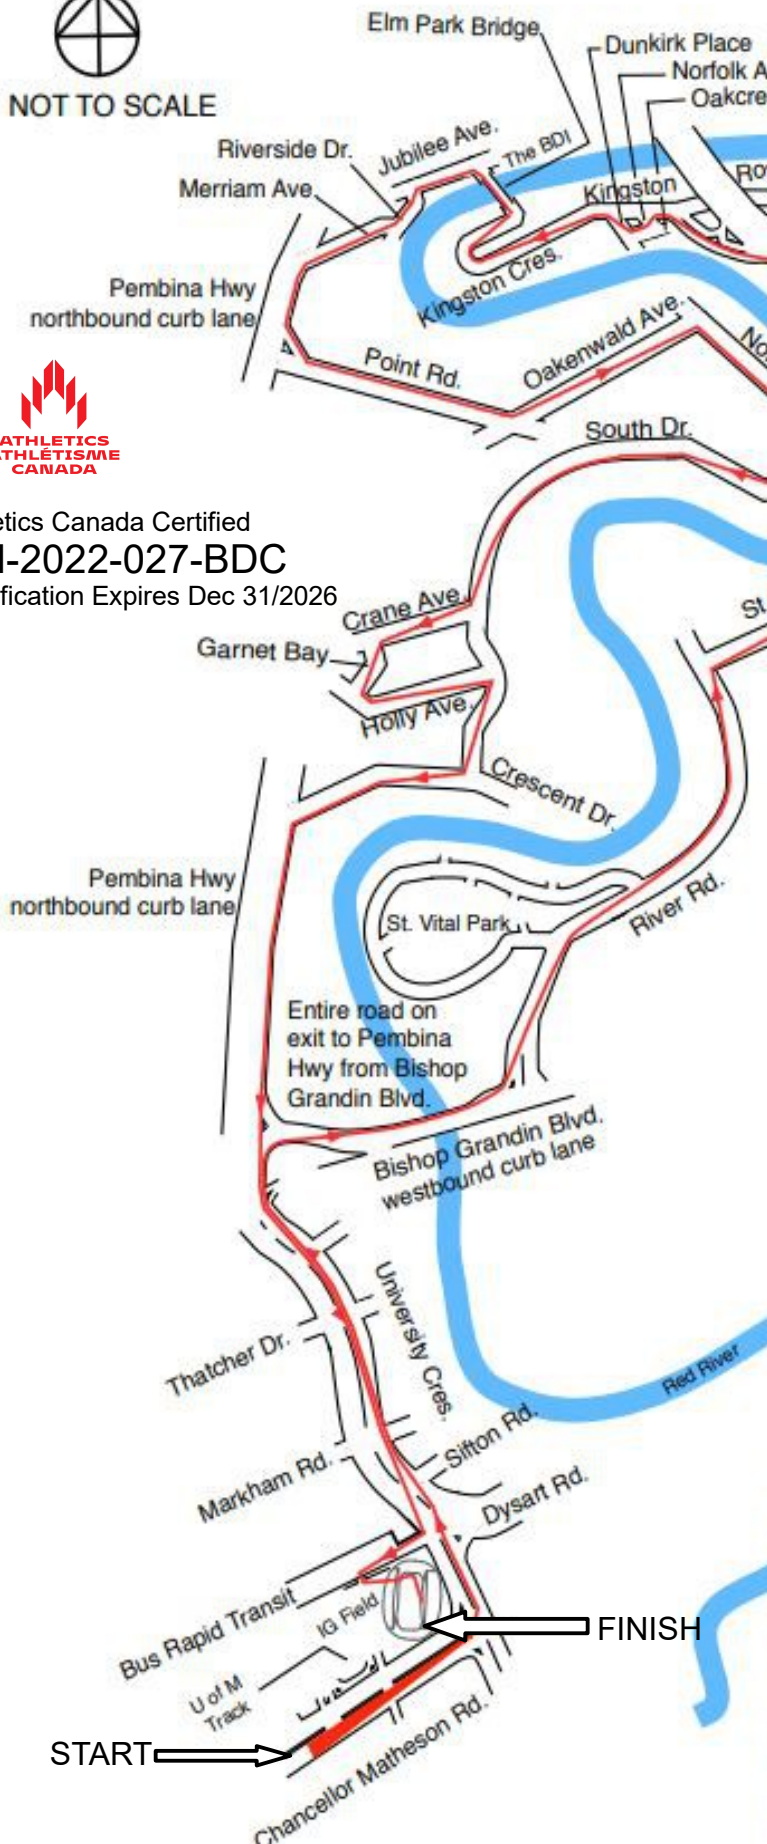 Elm Park Bridge
Dunkirk Place
Norfolk A
Oakcre
NOT TO SCALE
Jubilee Ave.
The BDI
Riverside Dr.
Merriam Ave.
Kingston
Ro
Pembina Hwy
northbound curb lane
Kingston Cres.
Point Rd.
Oakenwald Ave.
No
South Dr.
ATHLETICS
ATHLÉTISME
CANADA
etics Canada Certified
-2022-027-BDC
fication Expires Dec 31/2026
Crane Ave.
Garnet Bay
St.
Holly Ave.
Crescent Dr.
Pembina Hwy
northbound curb lane
St. Vital Park
River Rd.
Entire road on
exit to Pembina
Hwy from Bishop
Grandin Blvd.
Bishop Grandin Blvd.
westbound curb lane
University Cres.
Thatcher Dr.
Red River
Sifton Rd.
Markham Rd.
Dysart Rd.
Bus Rapid Transit
IG Field
FINISH
U of M
Track
START
Chancellor Matheson Rd.